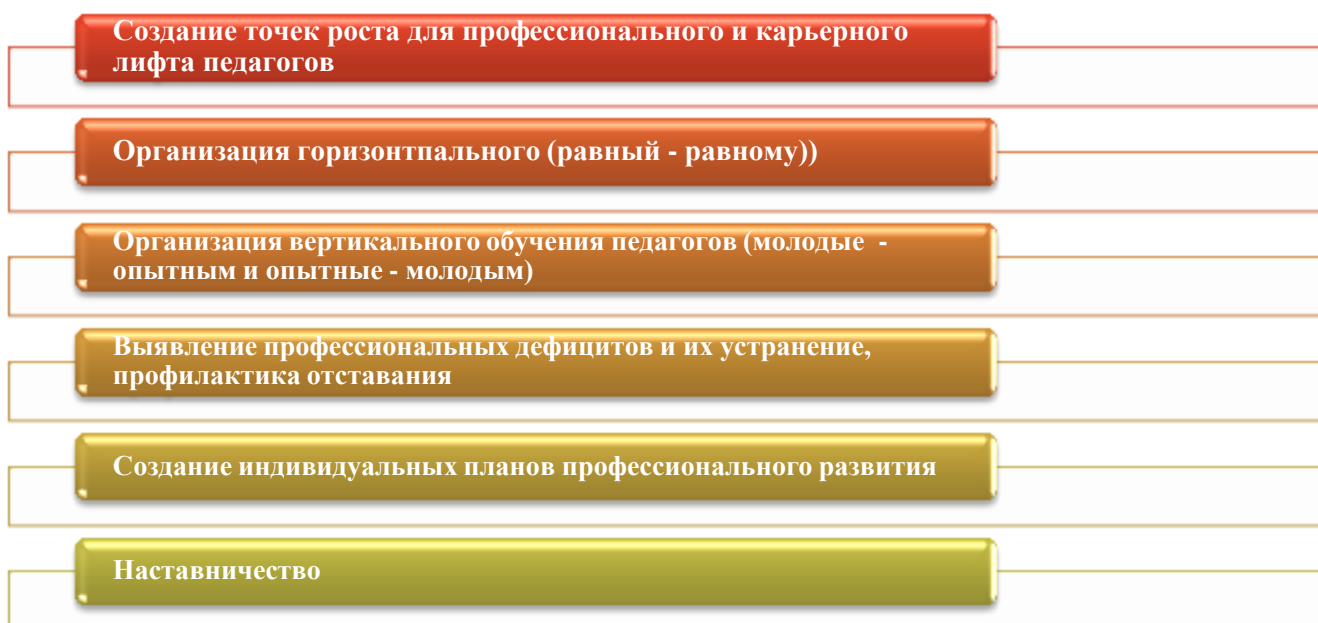 Создание точек роста для профессионального и карьерного
лифта педагогов
Организация горизонтпального (равный - равному))
Организация вертикального обучения педагогов (молодые -
опытным и опытные - молодым)
Выявление профессиональных дефицитов и их устранение,
профилактика отставания
Создание индивидуальных планов профессионального развития
Наставничество